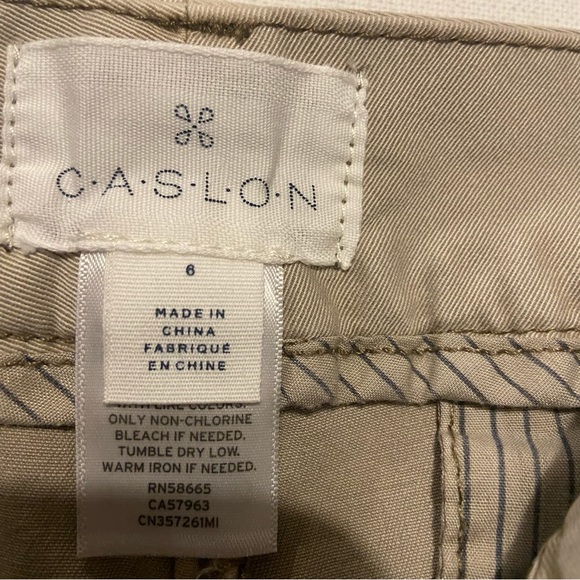 C·A·S·L·O·N
6
MADE IN
CHINA
FABRIQUÉ
EN CHINE
WITH LIKE COLORS.
ONLY NON-CHLORINE
BLEACH IF NEEDED.
TUMBLE DRY LOW.
WARM IRON IF NEEDED.
RN58665
CA57963
CN357261MI